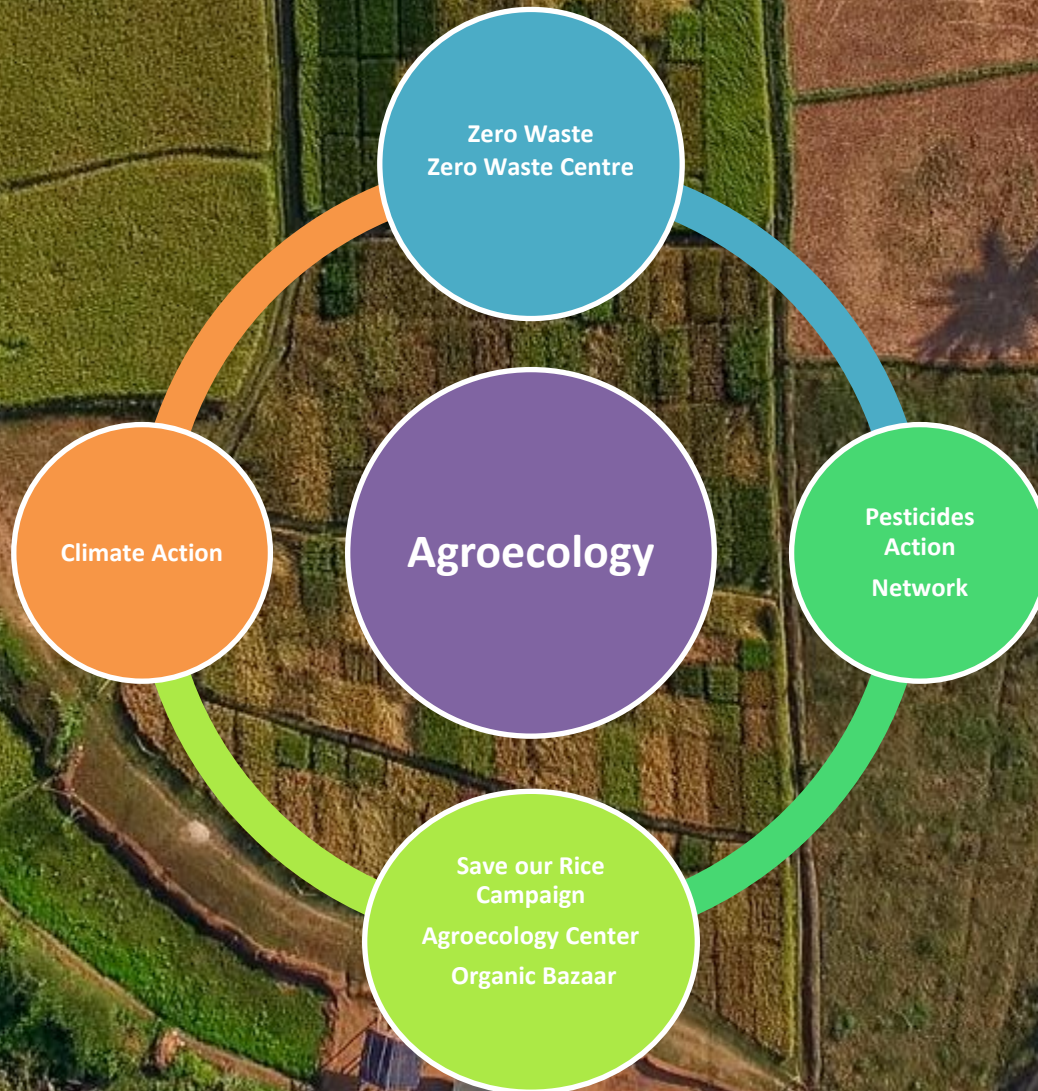 Zero Waste
Zero Waste Centre
Climate Action
Agroecology
Pesticides
Action
Network
Save our Rice
Campaign
Agroecology Center
Organic Bazaar